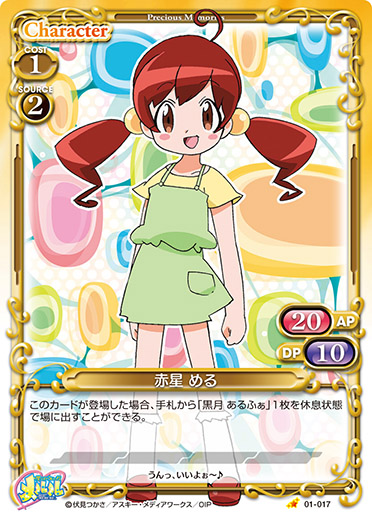 Precious Memories
Character
COST
1
SOURCE
2
20 AP
DP 10
赤星 める
このカードが登場した場合、手札から「黒月 あるふぁ」1枚を休息状態
で場に出すことができる。
うんっ、いいよぉ〜♪
©伏見つかさ／アスキー・メディアワークス／OIP
01-017